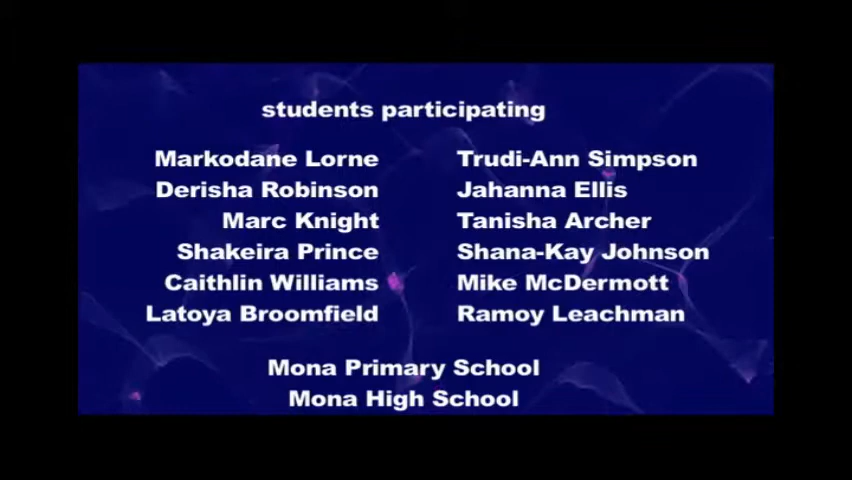 students participating
Markodane Lorne
Trudi-Ann Simpson
Derisha Robinson
Jahanna Ellis
Marc Knight
Tanisha Archer
Shakeira Prince
Shana-Kay Johnson
Caithlin Williams
Mike McDermott
Latoya Broomfield
Ramoy Leachman
Mona Primary School
Mona High School